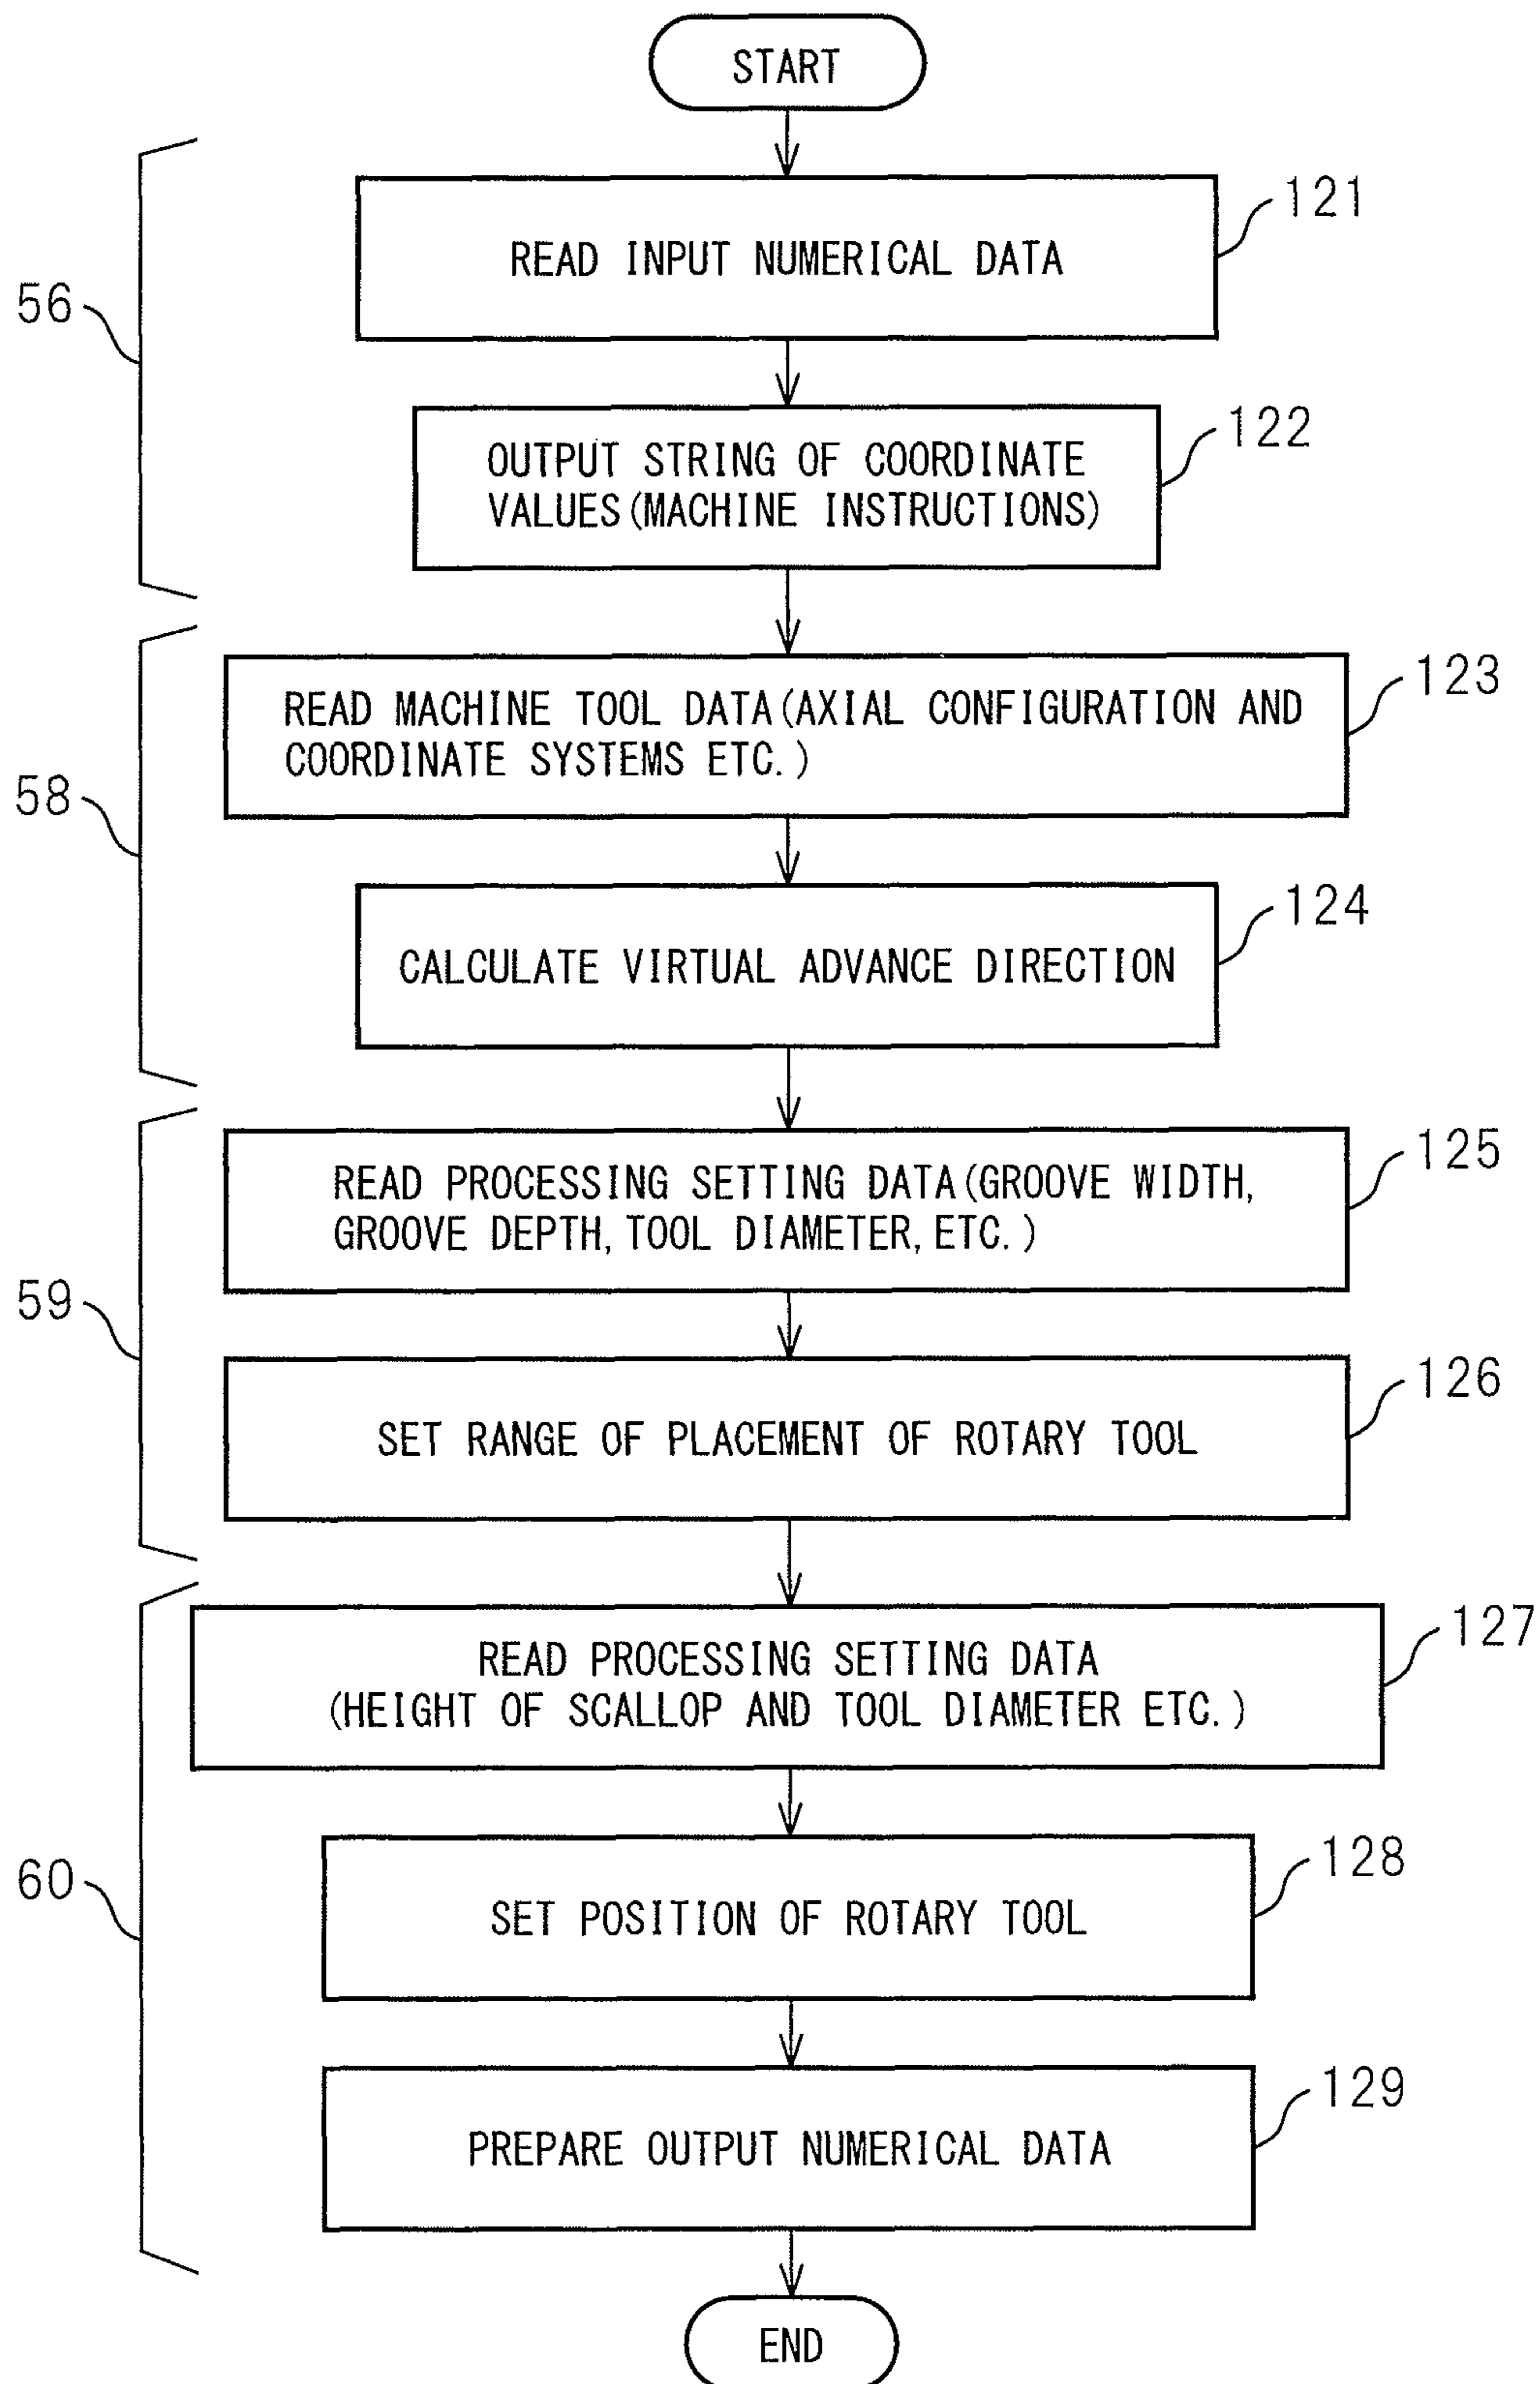 START
121
READ INPUT NUMERICAL DATA
56
122
OUTPUT STRING OF COORDINATE
VALUES(MACHINE INSTRUCTIONS)
123
READ MACHINE TOOL DATA(AXIAL CONFIGURATION AND
COORDINATE SYSTEMS ETC.)
58
124
CALCULATE VIRTUAL ADVANCE DIRECTION
125
READ PROCESSING SETTING DATA(GROOVE WIDTH,
GROOVE DEPTH, TOOL DIAMETER, ETC.)
59
126
SET RANGE OF PLACEMENT OF ROTARY TOOL
127
READ PROCESSING SETTING DATA
(HEIGHT OF SCALLOP AND TOOL DIAMETER ETC.)
60
128
SET POSITION OF ROTARY TOOL
129
PREPARE OUTPUT NUMERICAL DATA
END